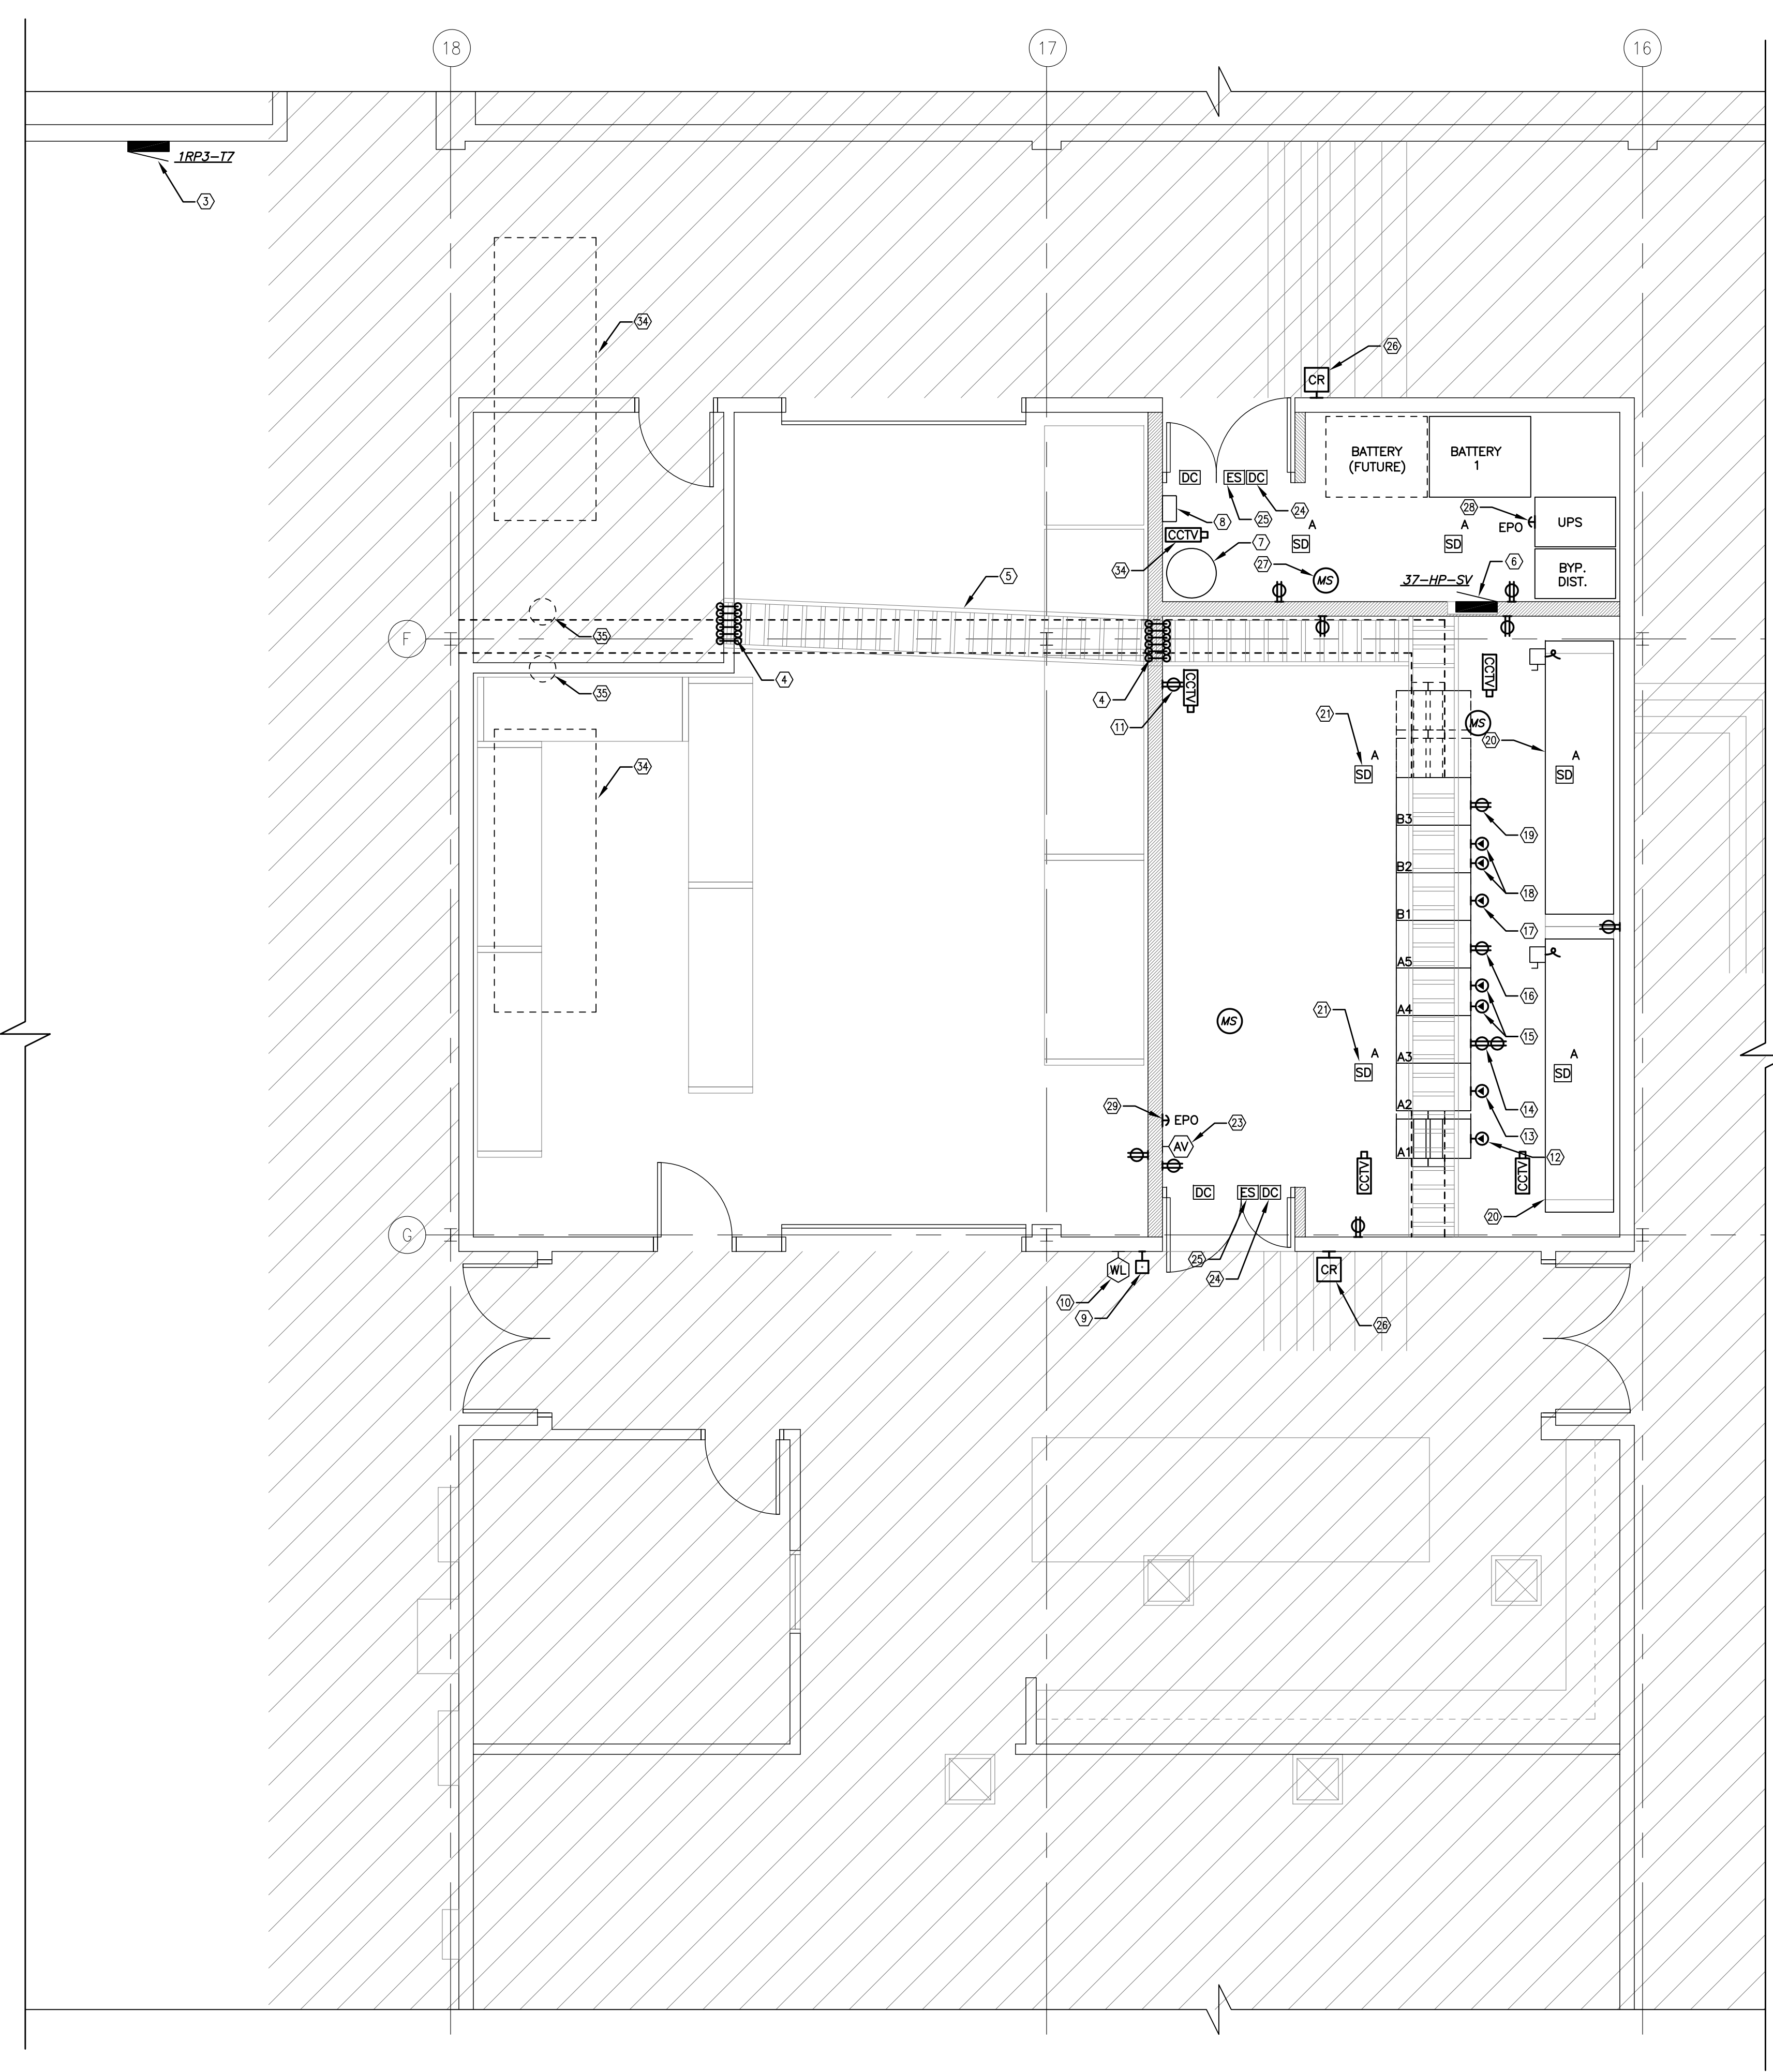 18
17
16
1RP3-T7
3
34
26
CR
BATTERY
(FUTURE)
BATTERY
1
DC
ES
DC
8
25
24
A
A
28
EPO
UPS
CCTV
7
SD
SD
34
27
MS
37-HP-SV
6
BYP.
DIST.
5
35
F
35
4
4
11
CCTV
CCTV
21
MS
20
34
A
SD
A
SD
B3
19
B2
18
B1
17
A5
16
A4
15
MS
21
A
SD
A3
A
SD
A2
14
29
EPO
23
13
AV
A1
12
CCTV
CCTV
DC
ES
DC
20
G
25
24
WL
CR
10
9
26